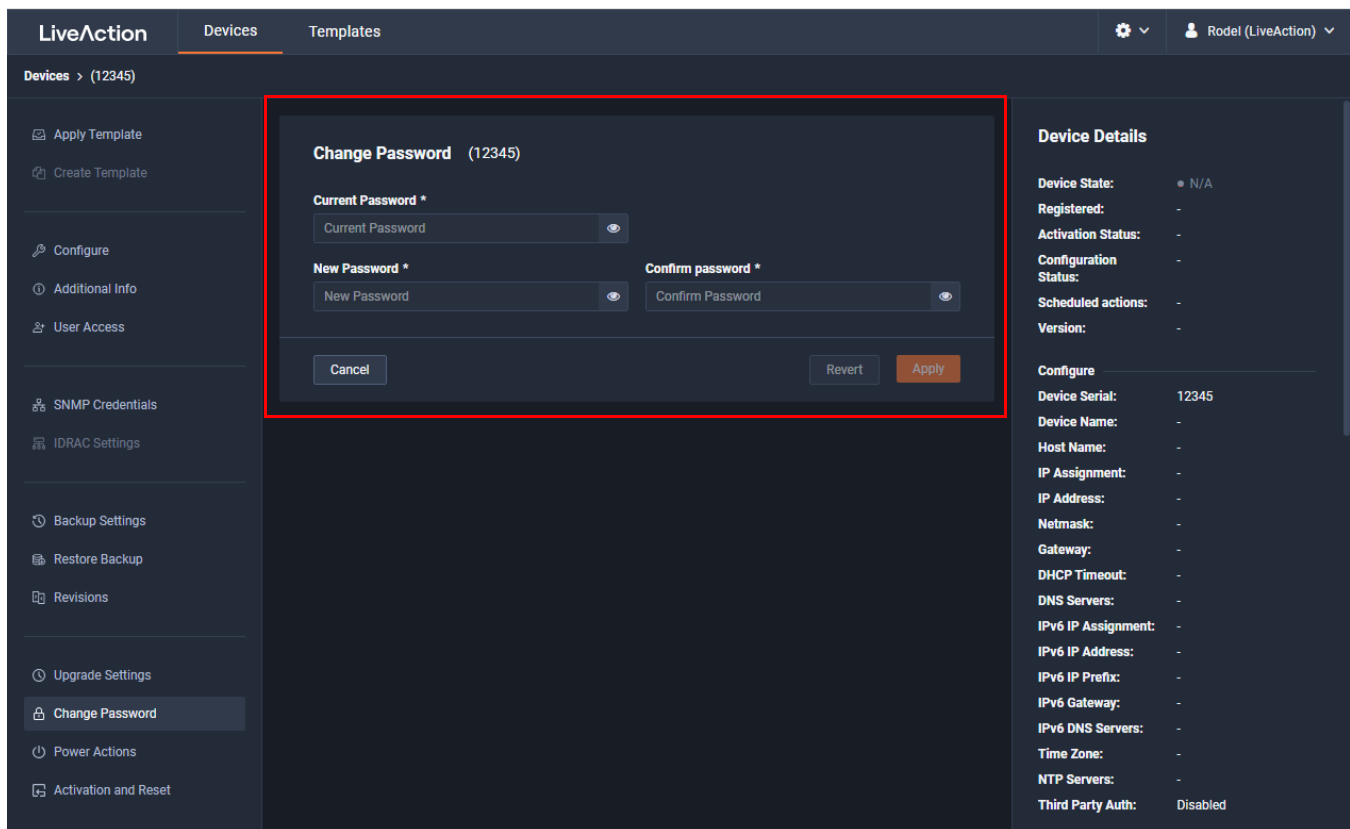 LiveAction
Devices
Templates
Rodel (LiveAction)
Devices > (12345)
Apply Template
Create Template
Configure
Additional Info
User Access
SNMP Credentials
IDRAC Settings
Backup Settings
Restore Backup
Revisions
Upgrade Settings
Change Password
Power Actions
Activation and Reset
Change Password (12345)
Current Password *
Current Password
New Password * Confirm password *
New Password Confirm Password
Cancel Revert Apply
Device Details
Device State: N/A
Registered: -
Activation Status: -
Configuration -
Status:
Scheduled actions: -
Version: -
Configure
Device Serial: 12345
Device Name: -
Host Name: -
IP Assignment: -
IP Address: -
Netmask: -
Gateway: -
DHCP Timeout: -
DNS Servers: -
IPv6 IP Assignment: -
IPv6 IP Address: -
IPv6 IP Prefix: -
IPv6 Gateway: -
IPv6 DNS Servers: -
Time Zone: -
NTP Servers: -
Third Party Auth: Disabled